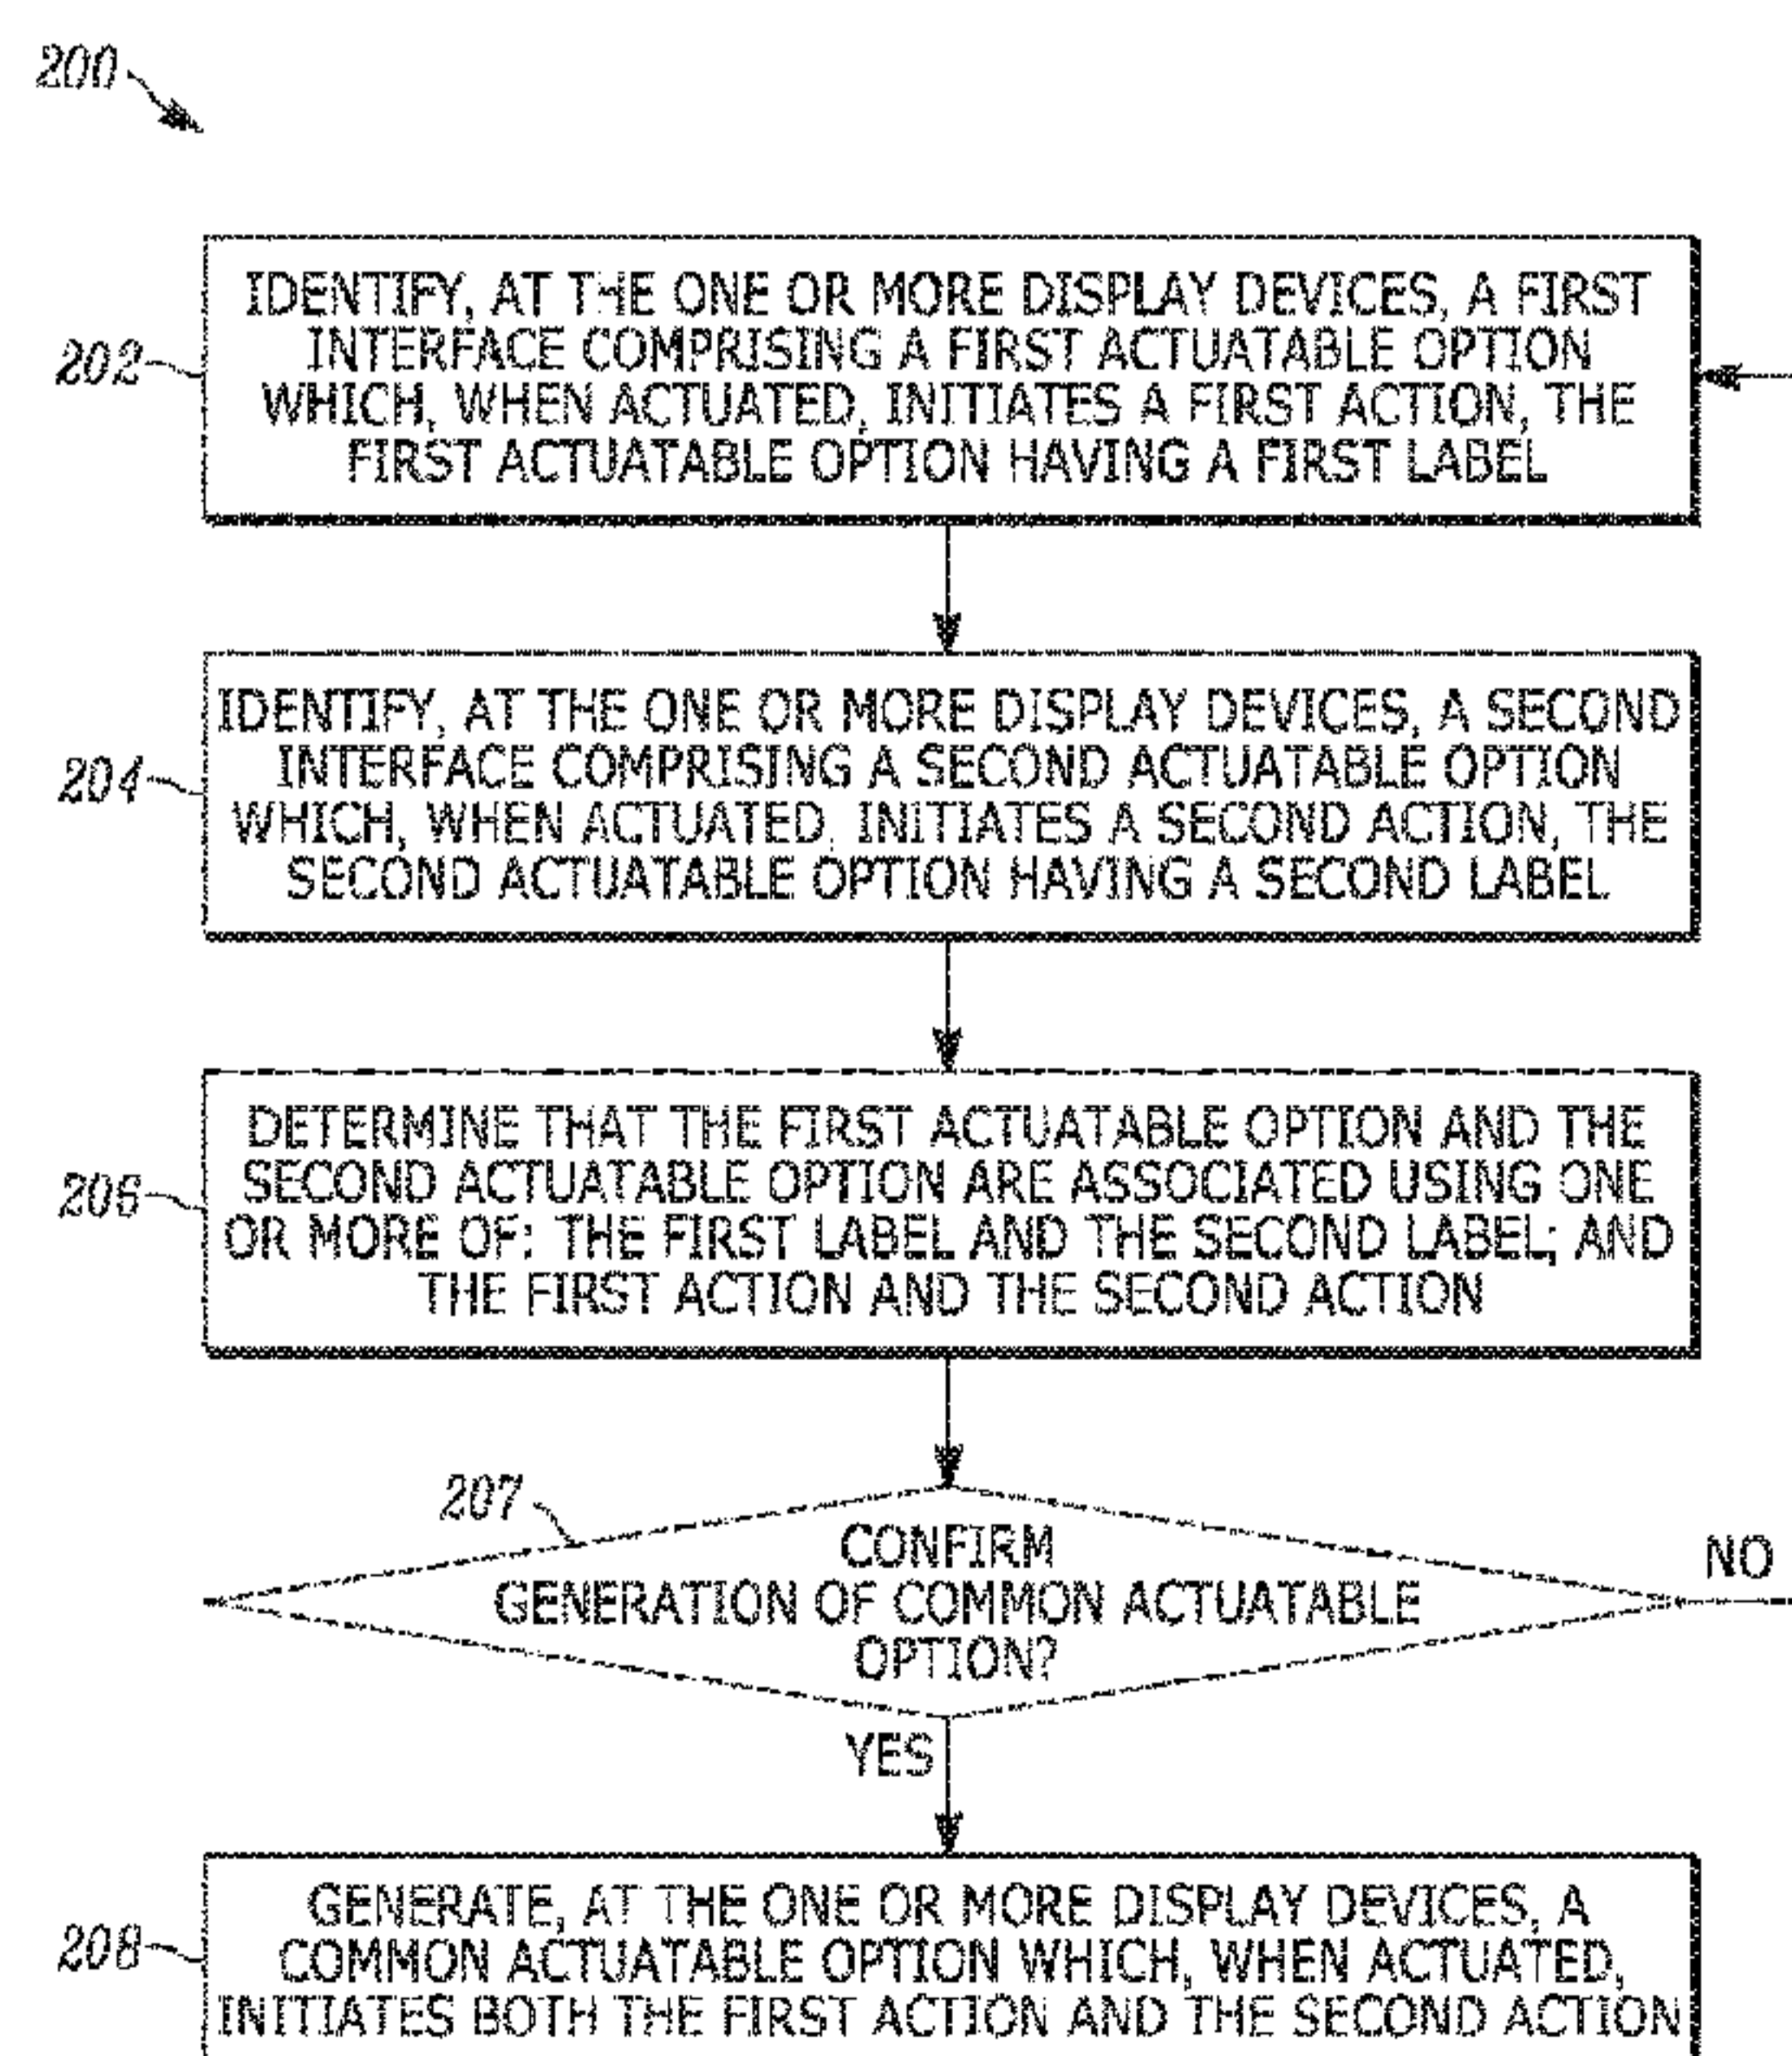 200
202
IDENTIFY, AT THE ONE OR MORE DISPLAY DEVICES, A FIRST
INTERFACE COMPRISING A FIRST ACTUATABLE OPTION
WHICH, WHEN ACTUATED, INITIATES A FIRST ACTION, THE
FIRST ACTUATABLE OPTION HAVING A FIRST LABEL
204
IDENTIFY, AT THE ONE OR MORE DISPLAY DEVICES, A SECOND
INTERFACE COMPRISING A SECOND ACTUATABLE OPTION
WHICH, WHEN ACTUATED, INITIATES A SECOND ACTION, THE
SECOND ACTUATABLE OPTION HAVING A SECOND LABEL
206
DETERMINE THAT THE FIRST ACTUATABLE OPTION AND THE
SECOND ACTUATABLE OPTION ARE ASSOCIATED USING ONE
OR MORE OF: THE FIRST LABEL AND THE SECOND LABEL; AND
THE FIRST ACTION AND THE SECOND ACTION
207
CONFIRM
GENERATION OF COMMON ACTUATABLE
OPTION?
NO
YES
208
GENERATE, AT THE ONE OR MORE DISPLAY DEVICES, A
COMMON ACTUATABLE OPTION WHICH, WHEN ACTUATED,
INITIATES BOTH THE FIRST ACTION AND THE SECOND ACTION